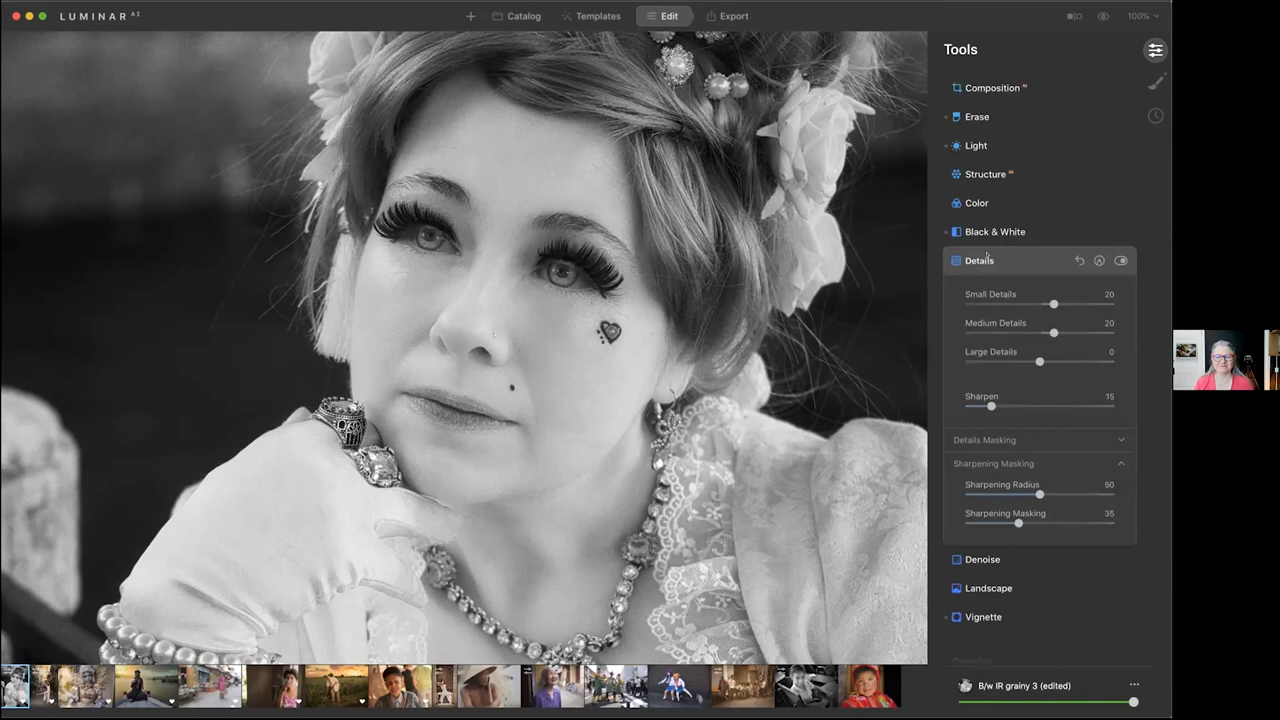 LUMINAR AI
Catalog
Templates
Edit
Export
100%
Tools
Composition AI
Erase
Light
Structure AI
Color
Black & White
Details
Small Details 20
Medium Details 20
Large Details 0
Sharpen 15
Details Masking
Sharpening Masking
Sharpening Radius 50
Sharpening Masking 35
Denoise
Landscape
Vignette
B/w IR grainy 3 (edited)